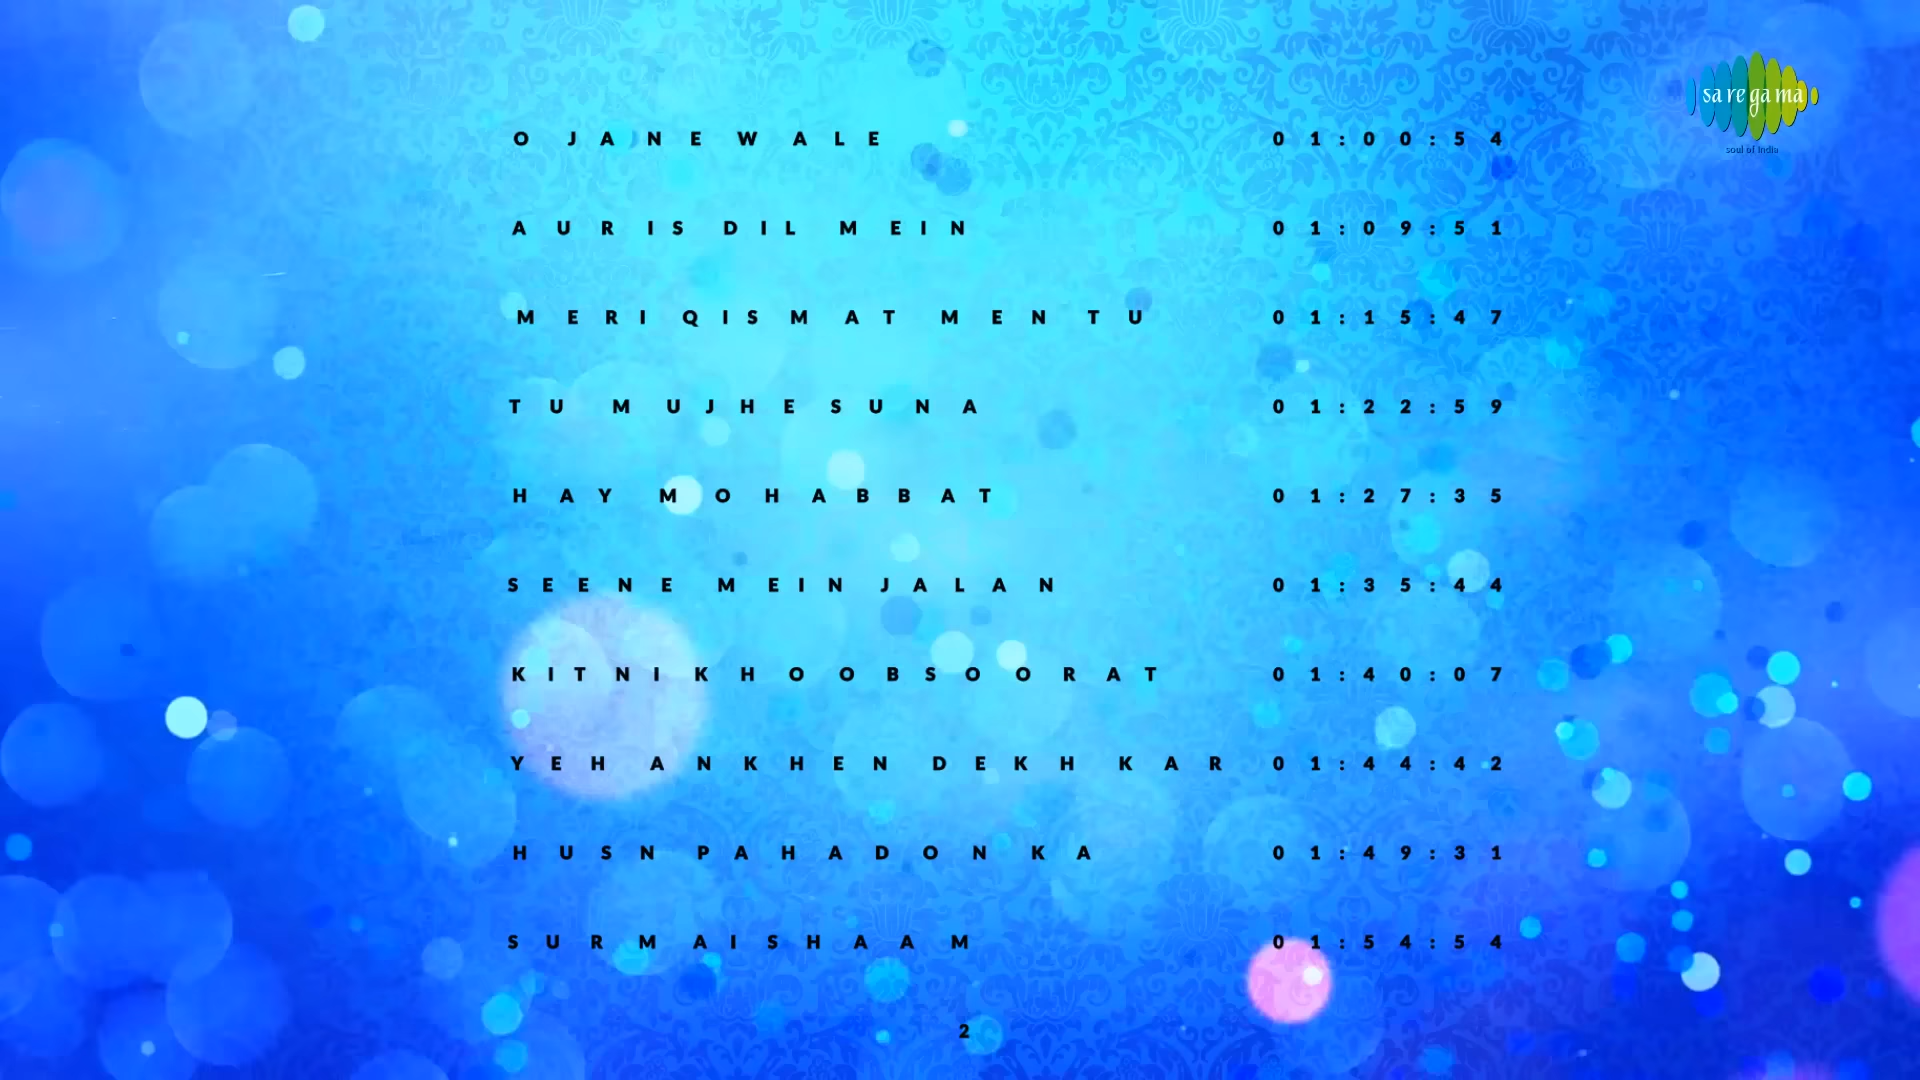 O JANEWALE 01:00:54
AUR IS DIL MEIN 01:09:51
MERI QISMAT MEN TU 01:15:47
TU MUJHE SUNA 01:22:59
HAY MOHABBAT 01:27:35
SEENE MEIN JALAN 01:35:44
KITNI KHOOBSOORAT 01:40:07
YEH ANKHEN DEKH KAR 01:44:42
HUSN PAHADON KA 01:49:31
SURMAI SHAAM 01:54:54
2
sa re ga ma
soul of India